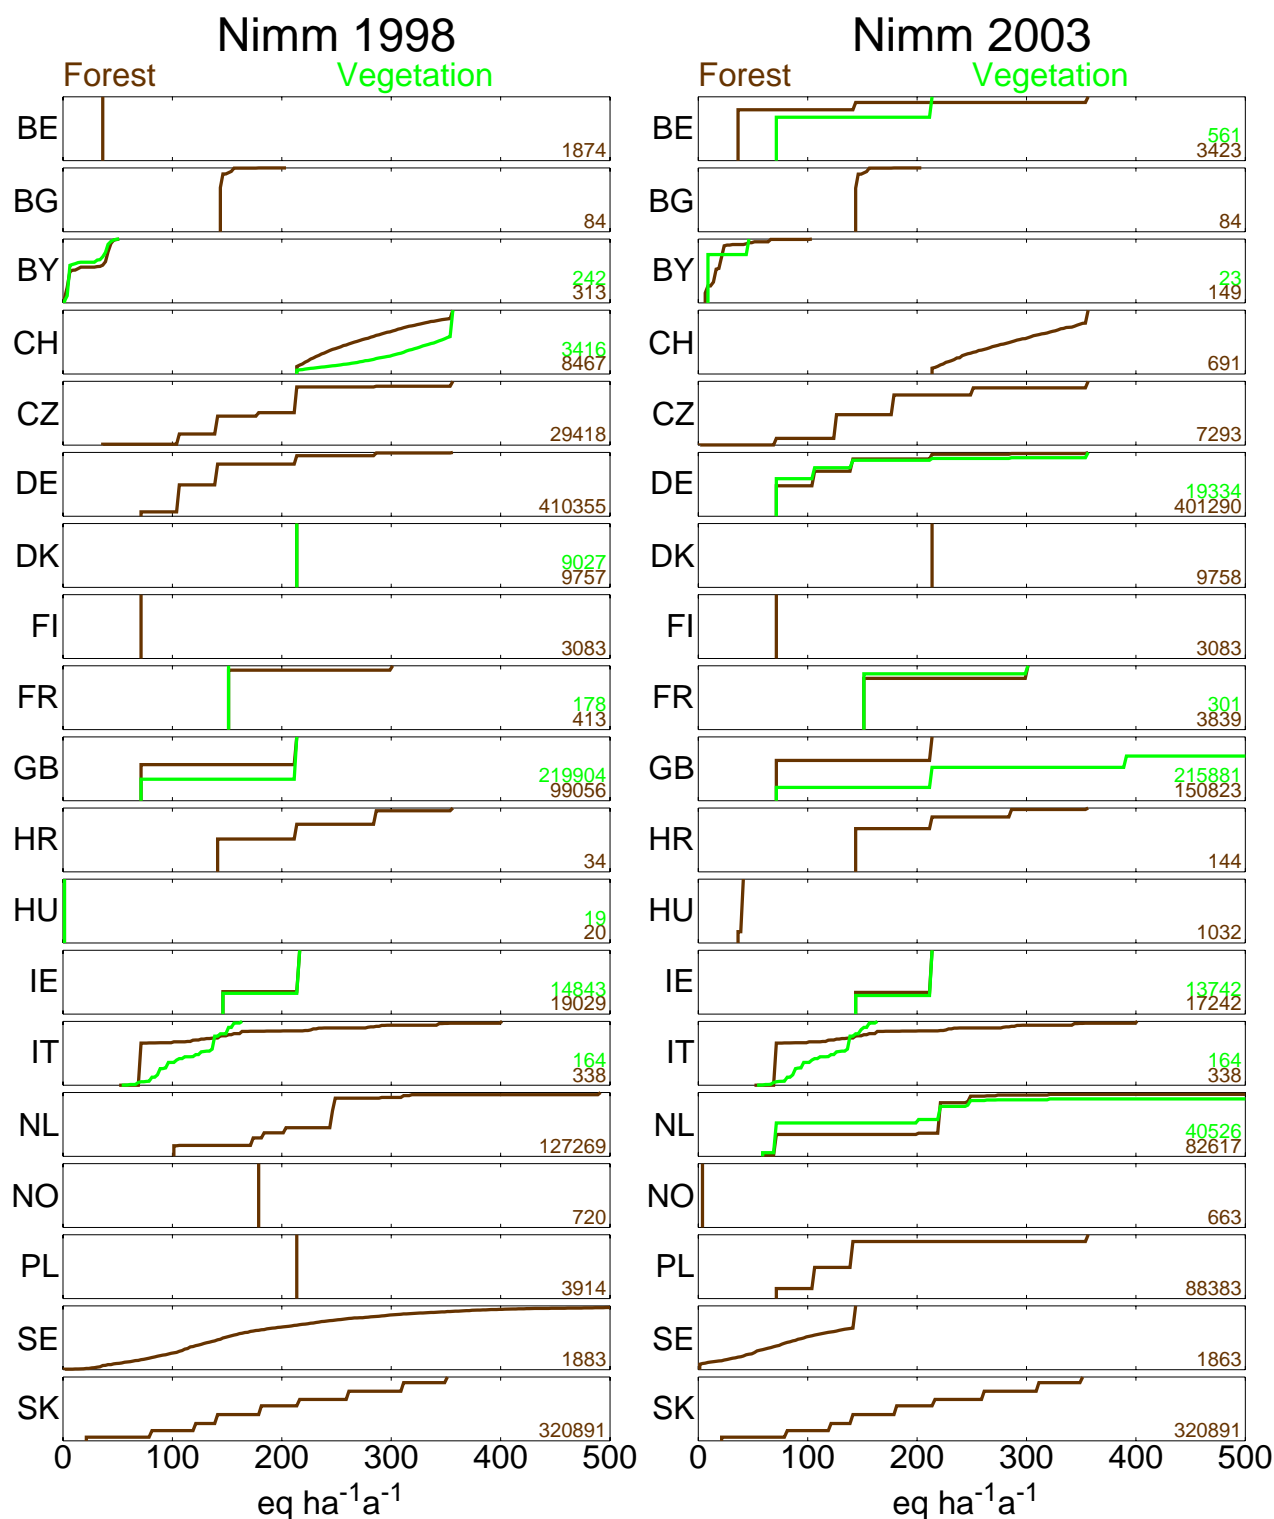 Nimm 1998
Forest Vegetation
BE 1874
BG 84
BY 242
313
CH 3416
8467
CZ 29418
DE 410355
DK 9027
9757
FI 3083
FR 178
413
GB 219904
99056
HR 34
HU 19
20
IE 14843
19029
IT 164
338
NL 127269
NO 720
PL 3914
SE 1883
SK 320891
0 100 200 300 400 500
eq ha-1a-1
Nimm 2003
Forest Vegetation
BE 561
3423
BG 84
BY 23
149
CH 691
CZ 7293
DE 19334
401290
DK 9758
FI 3083
FR 301
3839
GB 215881
150823
HR 144
HU 1032
IE 13742
17242
IT 164
338
NL 40526
82617
NO 663
PL 88383
SE 1863
SK 320891
0 100 200 300 400 500
eq ha-1a-1